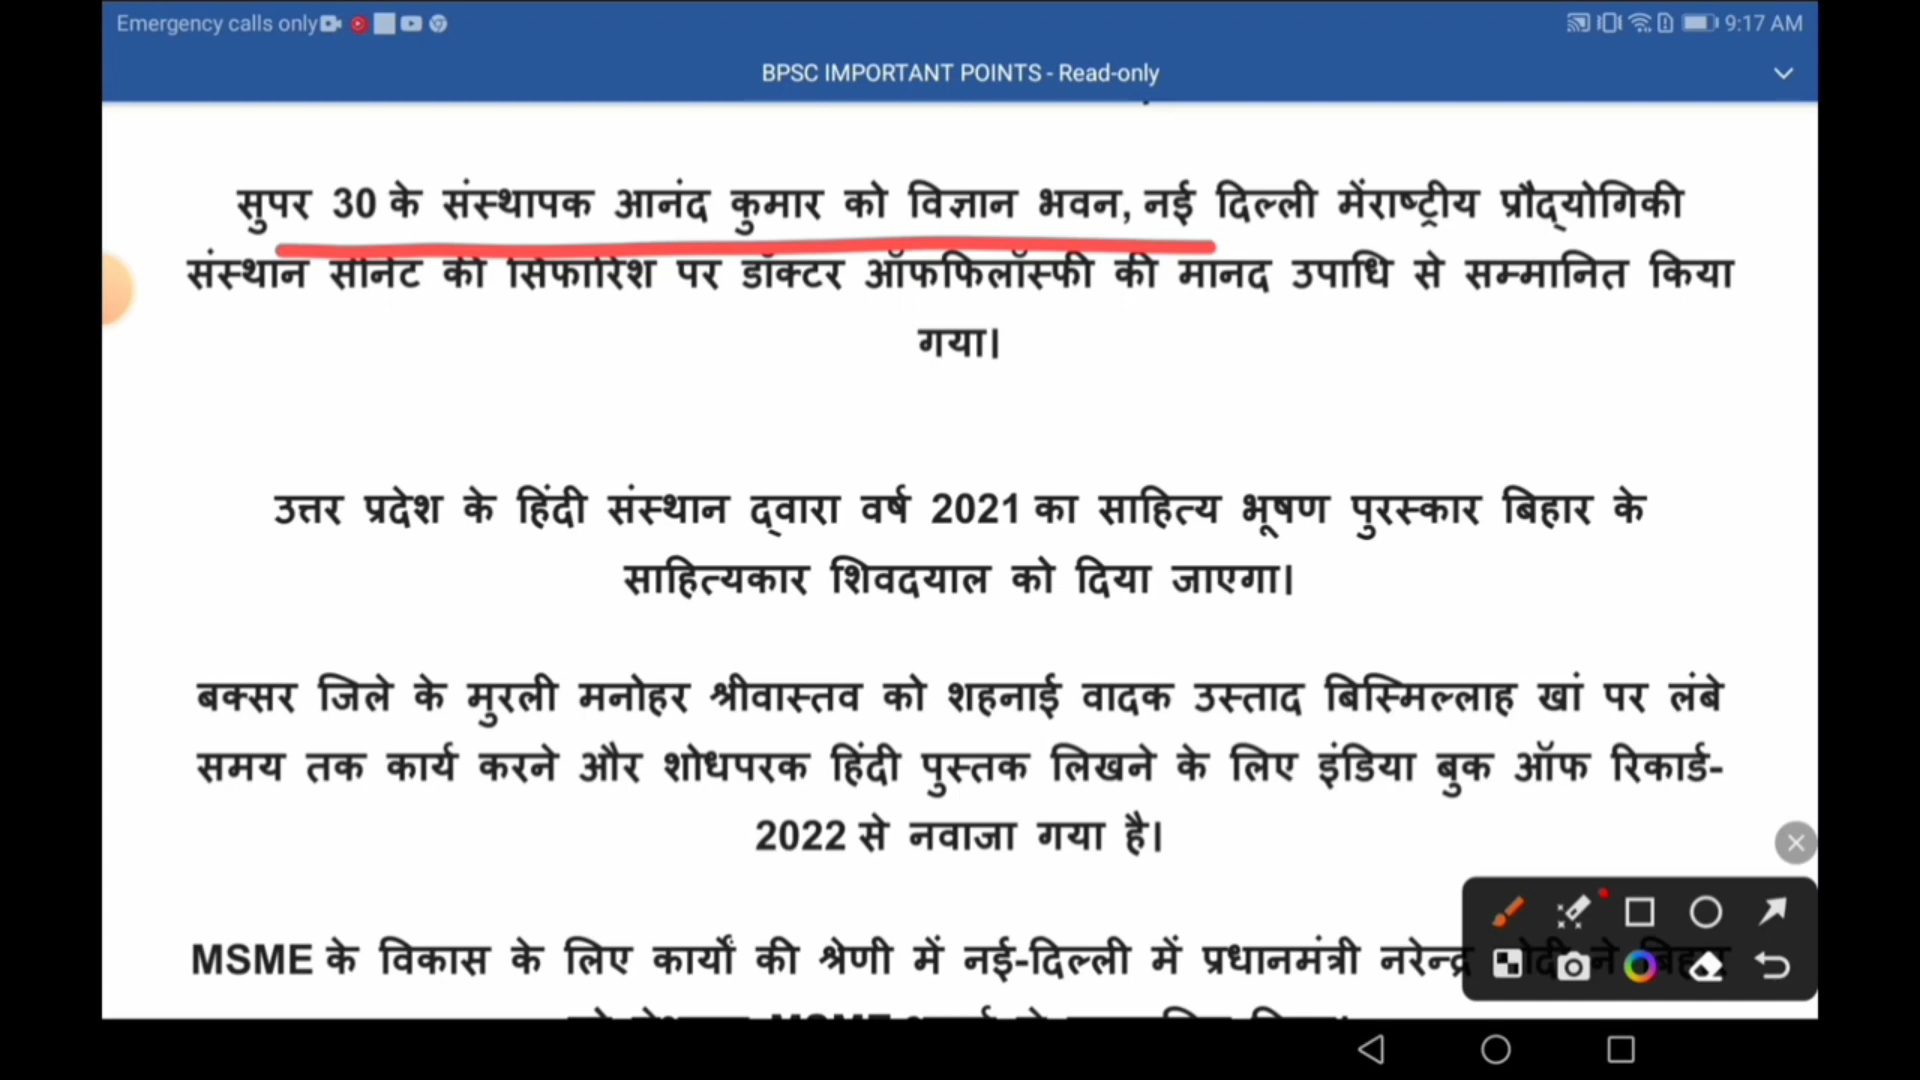 Emergency calls only 9:17 AM
BPSC IMPORTANT POINTS - Read-only
सुपर 30 के संस्थापक आनंद कुमार को विज्ञान भवन, नई दिल्ली मेंराष्ट्रीय प्रौद्योगिकी
संस्थान सीनेट की सिफारिश पर डॉक्टर ऑफफिलॉस्फी की मानद उपाधि से सम्मानित किया
गया।
उत्तर प्रदेश के हिंदी संस्थान द्वारा वर्ष 2021 का साहित्य भूषण पुरस्कार बिहार के
साहित्यकार शिवदयाल को दिया जाएगा।
बक्सर जिले के मुरली मनोहर श्रीवास्तव को शहनाई वादक उस्ताद बिस्मिल्लाह खां पर लंबे
समय तक कार्य करने और शोधपरक हिंदी पुस्तक लिखने के लिए इंडिया बुक ऑफ रिकार्ड-
2022 से नवाजा गया है।
MSME के विकास के लिए कार्यों की श्रेणी में नई-दिल्ली में प्रधानमंत्री नरेन्द्र